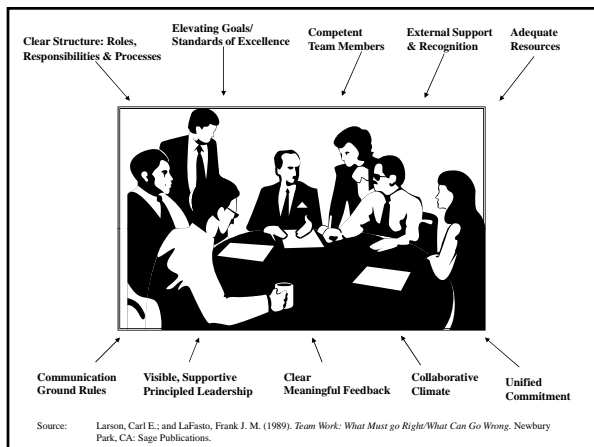 Clear Structure: Roles,
Responsibilities & Processes
Elevating Goals/
Standards of Excellence
Competent
Team Members
External Support
& Recognition
Adequate
Resources
Communication
Ground Rules
Visible, Supportive
Principled Leadership
Clear
Meaningful Feedback
Collaborative
Climate
Unified
Commitment
Source: Larson, Carl E.; and LaFasto, Frank J. M. (1989). Team Work: What Must go Right/What Can Go Wrong. Newbury
Park, CA: Sage Publications.